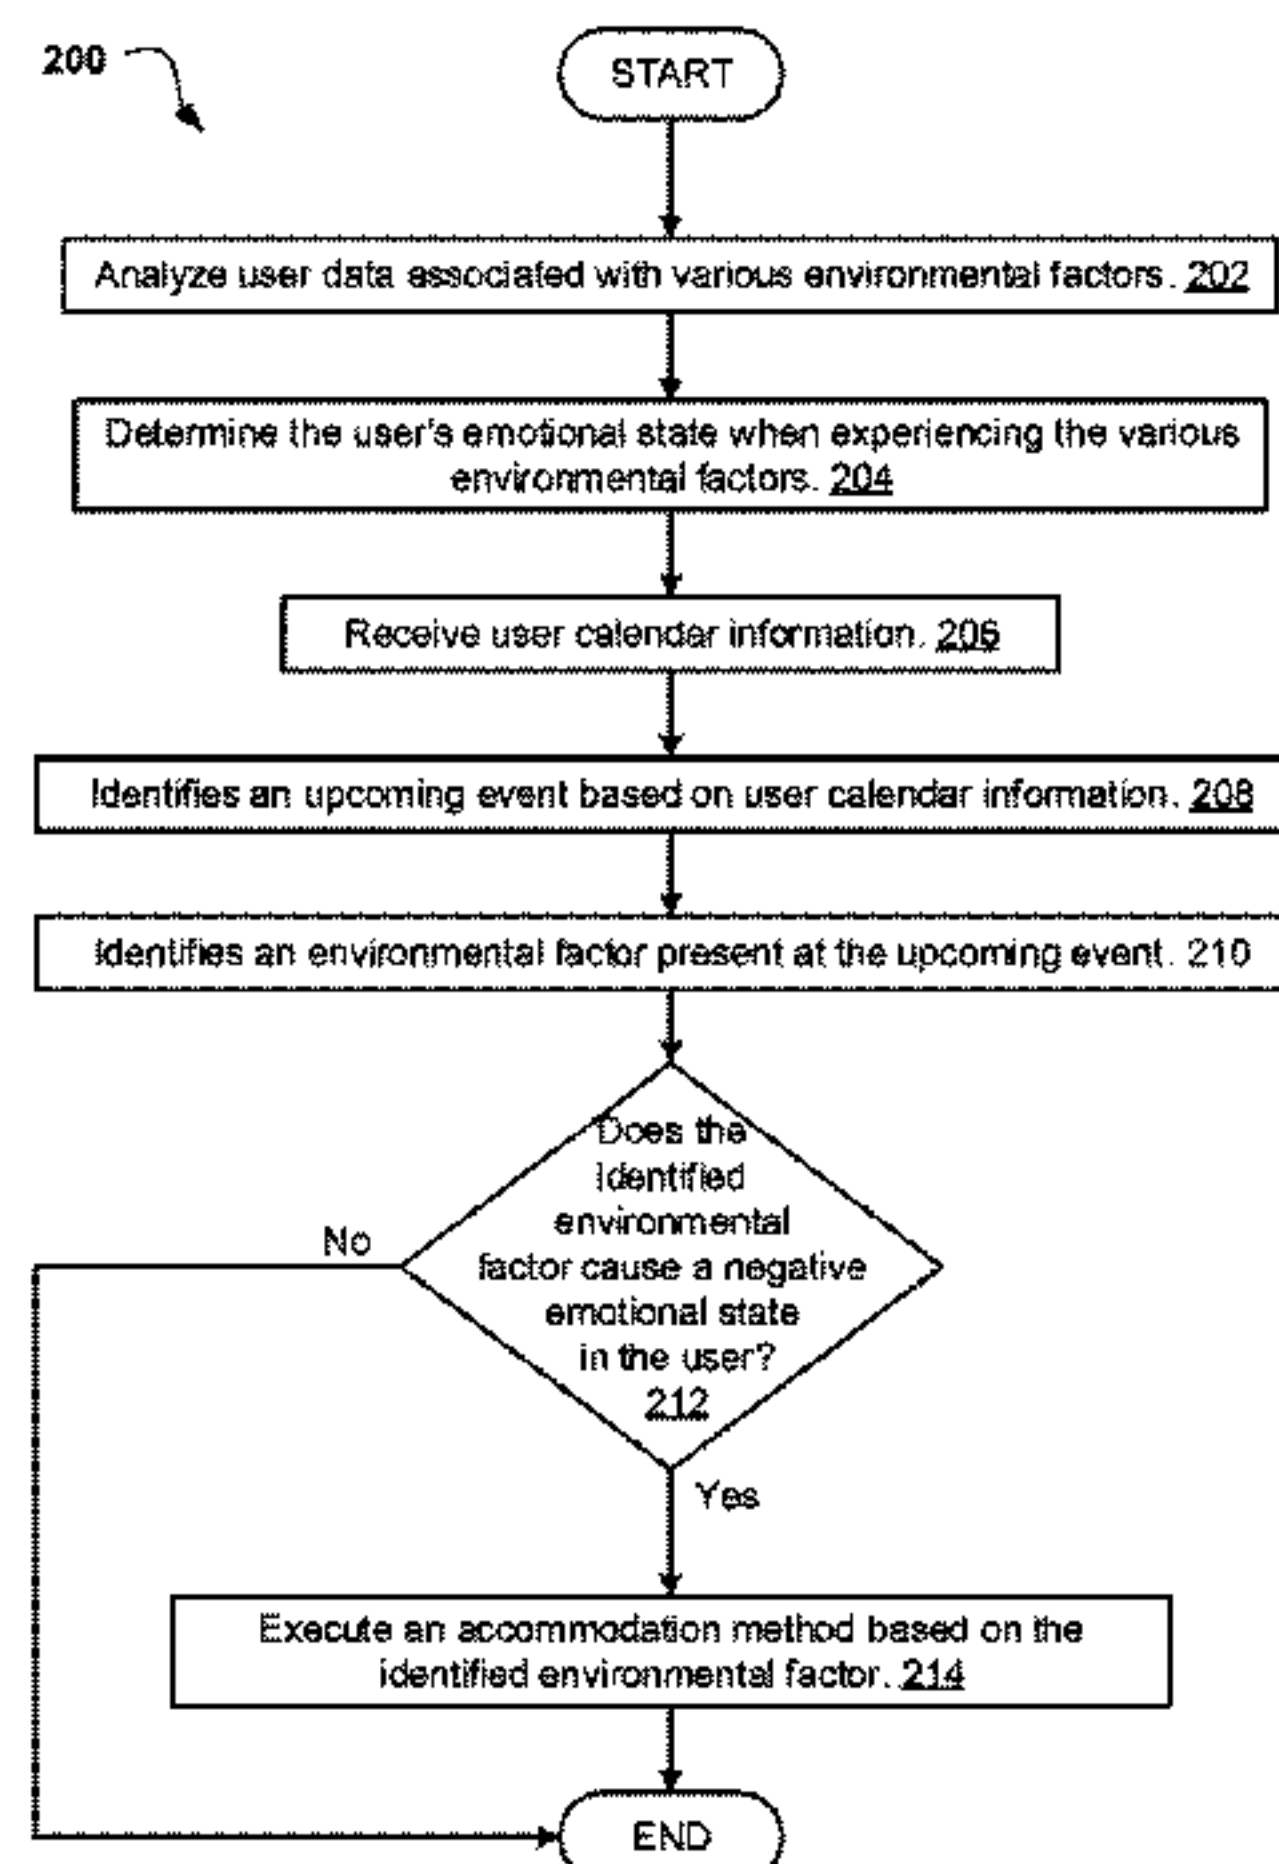 200
START
Analyze user data associated with various environmental factors. 202
Determine the user's emotional state when experiencing the various
environmental factors. 204
Receive user calendar information. 206
Identifies an upcoming event based on user calendar information. 208
Identifies an environmental factor present at the upcoming event. 210
Does the
identified
environmental
factor cause a negative
emotional state
in the user?
212
No
Yes
Execute an accommodation method based on the
identified environmental factor. 214
END